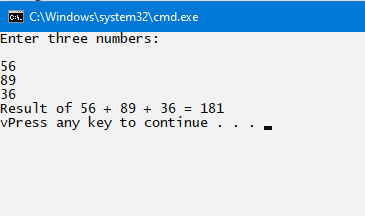 C:\Windows\system32\cmd.exe
Enter three numbers:
56
89
36
Result of 56 + 89 + 36 = 181
vPress any key to continue . . .